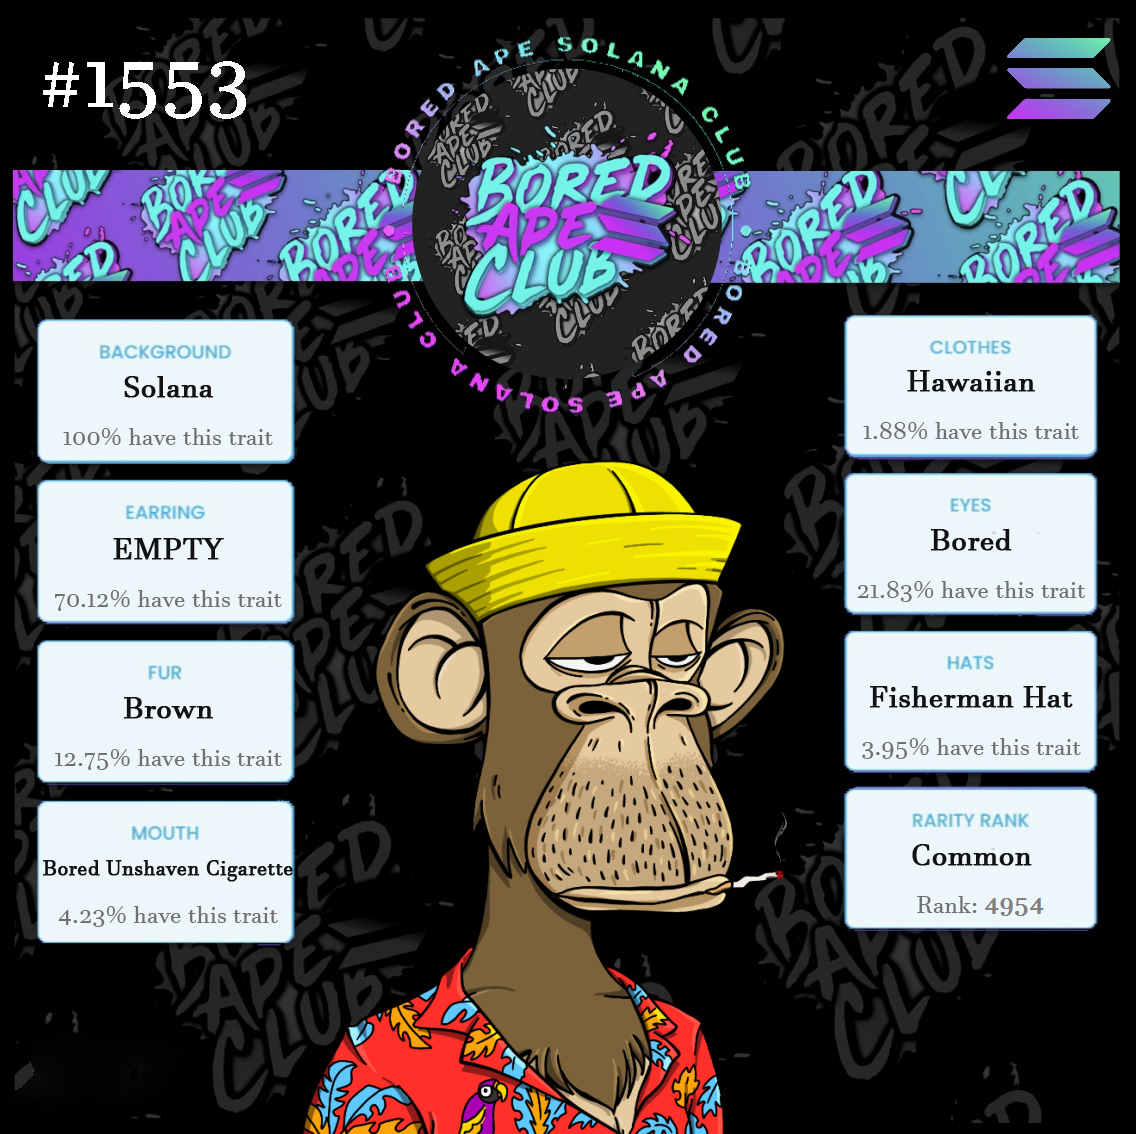 #1553
BORED APE SOLANA CLUB
BORED
APE
CLUB
BORED APE SOLANA CLUB
BACKGROUND
Solana
100% have this trait
EARRING
EMPTY
70.12% have this trait
FUR
Brown
12.75% have this trait
MOUTH
Bored Unshaven Cigarette
4.23% have this trait
CLOTHES
Hawaiian
1.88% have this trait
EYES
Bored
21.83% have this trait
HATS
Fisherman Hat
3.95% have this trait
RARITY RANK
Common
Rank: 4954